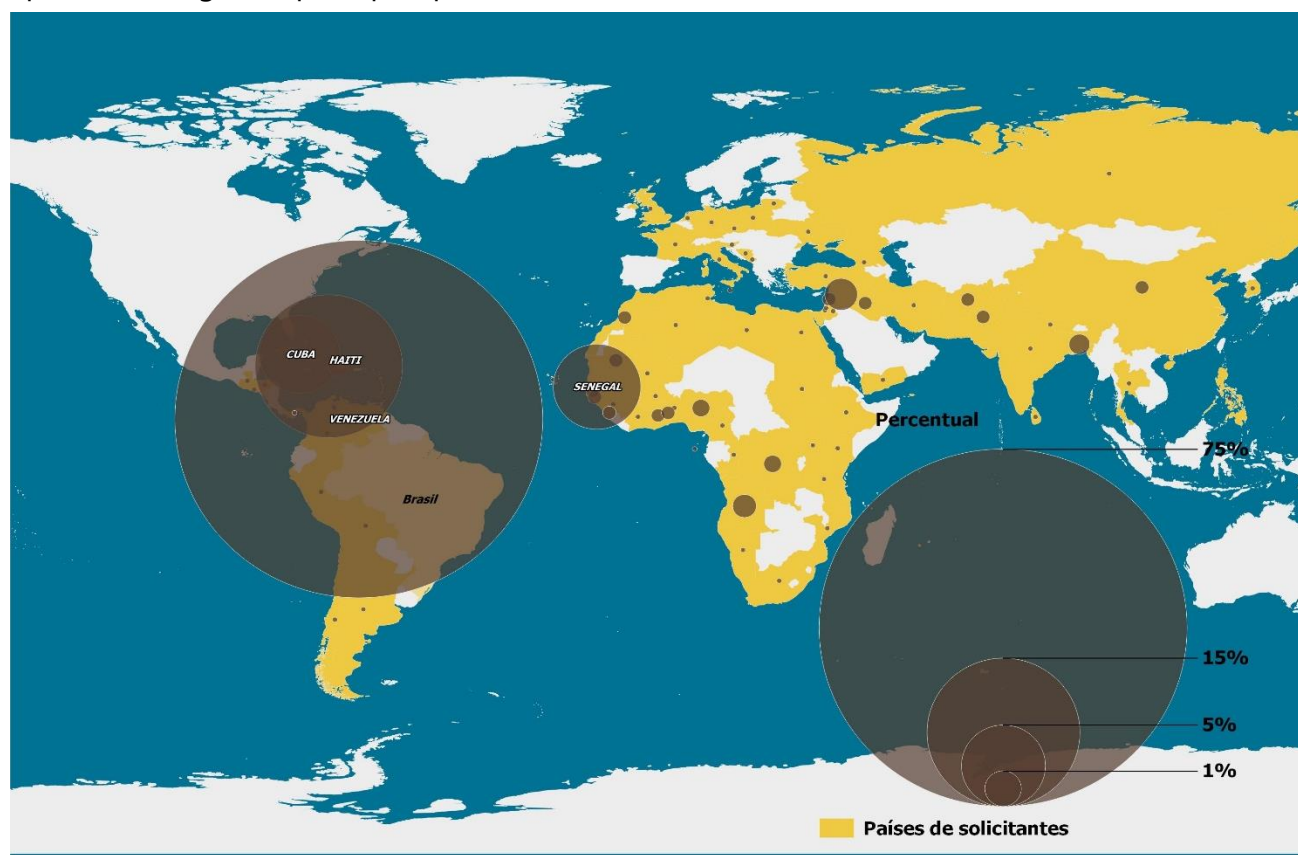 CUBA
HAITI
VENEZUELA
Brasil
SENEGAL
Percentual
75%
15%
5%
1%
Países de solicitantes